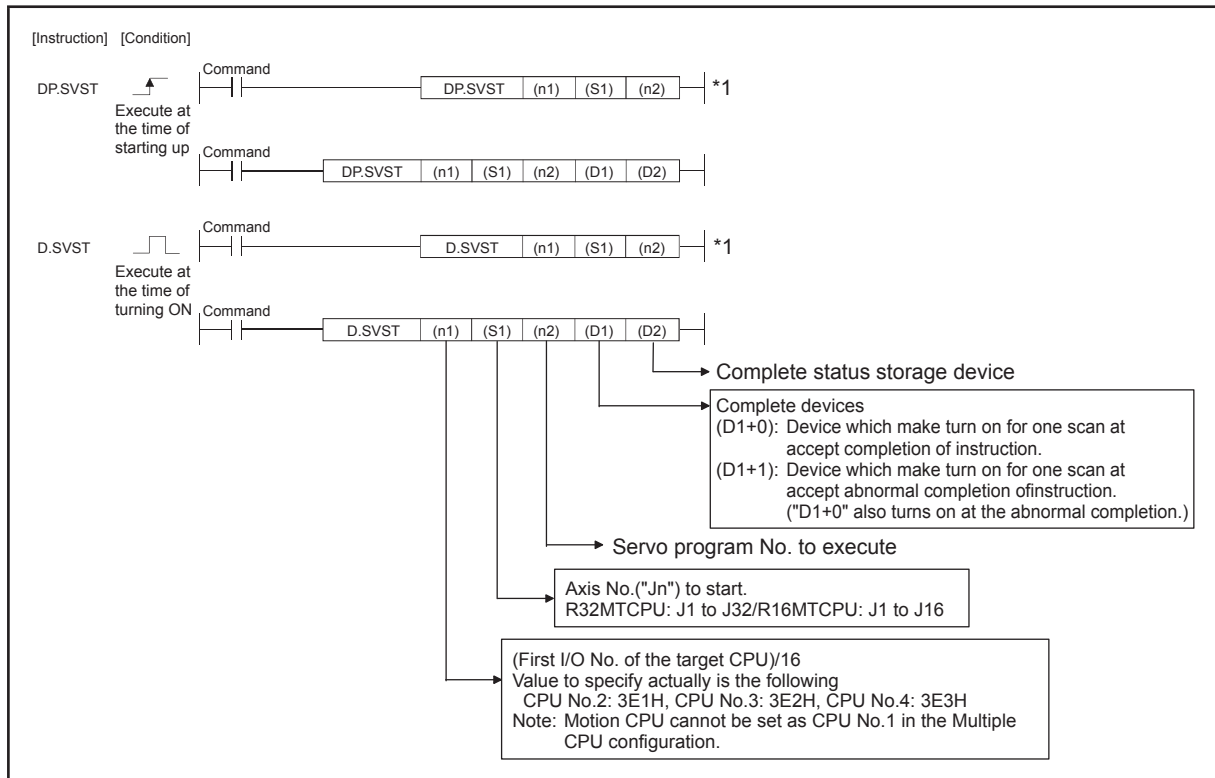 [Instruction] [Condition]
Command
DP.SVST
DP.SVST (n1) (S1) (n2) *1
Execute at
the time of
starting up
Command
DP.SVST (n1) (S1) (n2) (D1) (D2)
Command
D.SVST
D.SVST (n1) (S1) (n2) *1
Execute at
the time of
turning ON
Command
D.SVST (n1) (S1) (n2) (D1) (D2)
Complete status storage device
Complete devices
(D1+0): Device which make turn on for one scan at
accept completion of instruction.
(D1+1): Device which make turn on for one scan at
accept abnormal completion ofinstruction.
("D1+0" also turns on at the abnormal completion.)
Servo program No. to execute
Axis No.("Jn") to start.
R32MTCPU: J1 to J32/R16MTCPU: J1 to J16
(First I/O No. of the target CPU)/16
Value to specify actually is the following
CPU No.2: 3E1H, CPU No.3: 3E2H, CPU No.4: 3E3H
Note: Motion CPU cannot be set as CPU No.1 in the Multiple
CPU configuration.